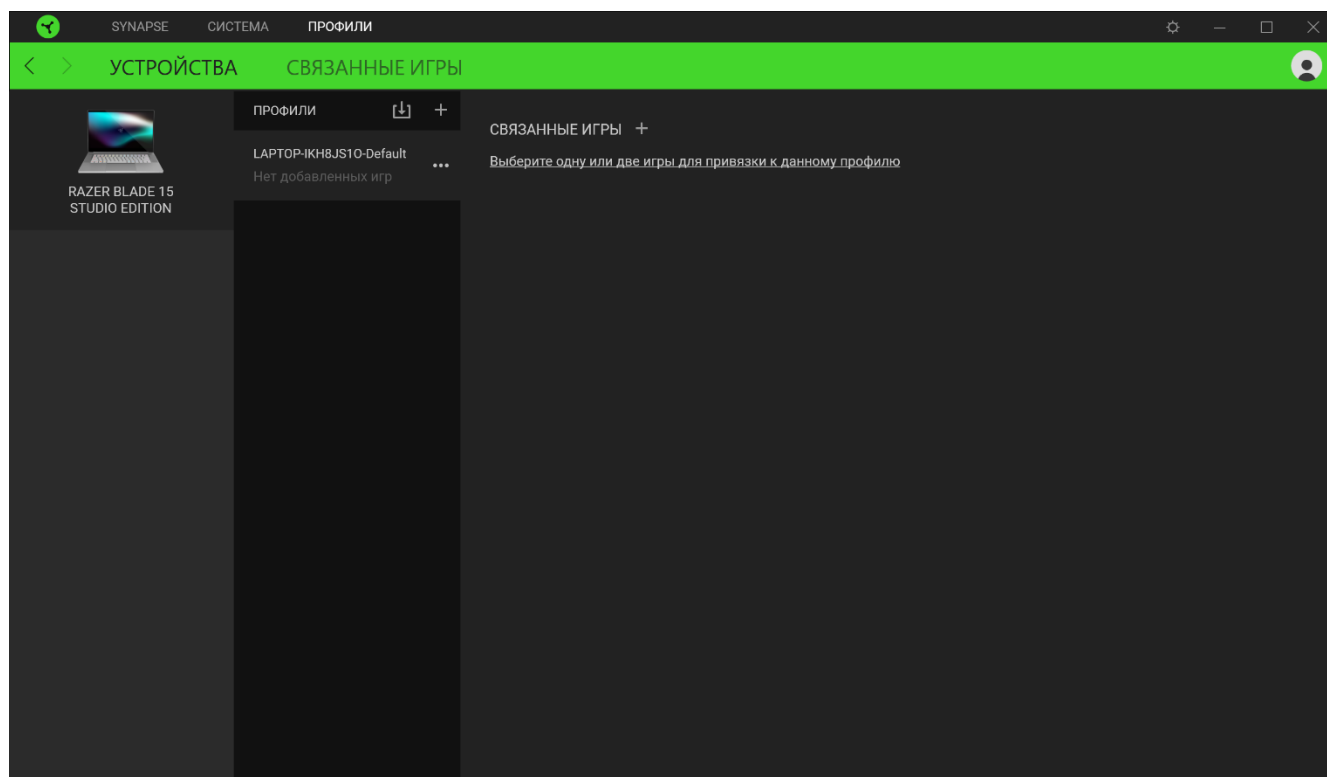 SYNAPSE СИСТЕМА ПРОФИЛИ
УСТРОЙСТВА СВЯЗАННЫЕ ИГРЫ
RAZER BLADE 15
STUDIO EDITION
ПРОФИЛИ
LAPTOP-IKH8JS1O-Default
Нет добавленных игр
СВЯЗАННЫЕ ИГРЫ
Выберите одну или две игры для привязки к данному профилю